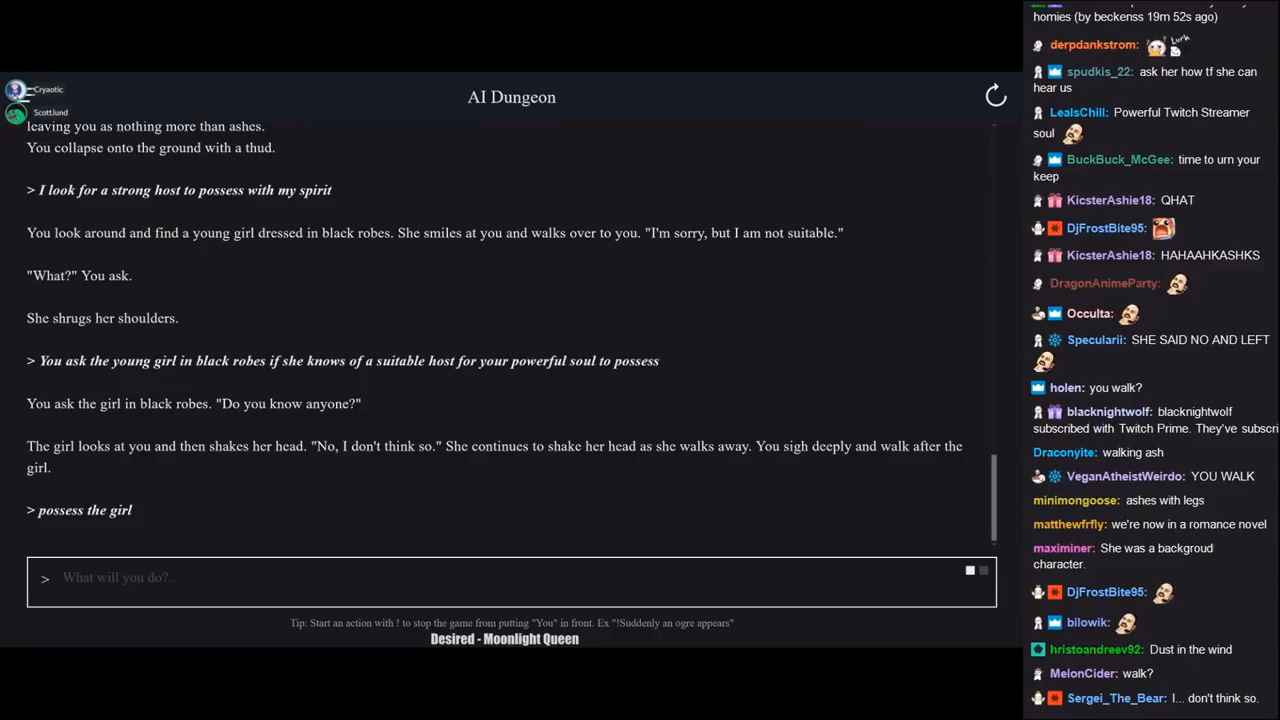 Cryaotic
ScottJund
AI Dungeon
leaving you as nothing more than ashes.
You collapse onto the ground with a thud.
> I look for a strong host to possess with my spirit
You look around and find a young girl dressed in black robes. She smiles at you and walks over to you. "I'm sorry, but I am not suitable."
"What?" You ask.
She shrugs her shoulders.
> You ask the young girl in black robes if she knows of a suitable host for your powerful soul to possess
You ask the girl in black robes. "Do you know anyone?"
The girl looks at you and then shakes her head. "No, I don't think so." She continues to shake her head as she walks away. You sigh deeply and walk after the
girl.
> possess the girl
> What will you do?..
Tip: Start an action with ! to stop the game from putting "You" in front. Ex "!Suddenly an ogre appears"
Desired - Moonlight Queen
homies (by beckenss 19m 52s ago)
derpdankstrom: Lurk
spudkis_22: ask her how tf she can
hear us
LealsChill: Powerful Twitch Streamer
soul
BuckBuck_McGee: time to urn your
keep
KicsterAshie18: QHAT
DjFrostBite95:
KicsterAshie18: HAHAAHKASHKS
DragonAnimeParty:
Occulta:
Specularii: SHE SAID NO AND LEFT
holen: you walk?
blacknightwolf: blacknightwolf
subscribed with Twitch Prime. They've subscri
Draconyite: walking ash
VeganAtheistWeirdo: YOU WALK
minimongoose: ashes with legs
matthewfrfly: we're now in a romance novel
maximiner: She was a backgroud
character.
DjFrostBite95:
bilowik:
hristoandreev92: Dust in the wind
MelonCider: walk?
Sergei_The_Bear: I... don't think so.